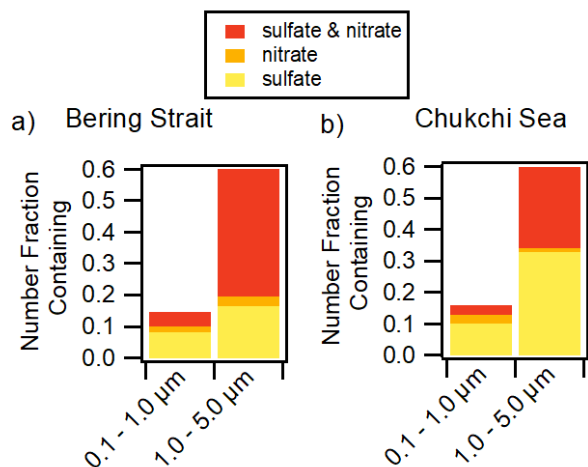 sulfate & nitrate
nitrate
sulfate
a) Bering Strait
Number Fraction
Containing
0.6
0.5
0.4
0.3
0.2
0.1
0.0
0.1 - 1.0 µm
1.0 - 5.0 µm
b) Chukchi Sea
Number Fraction
Containing
0.6
0.5
0.4
0.3
0.2
0.1
0.0
0.1 - 1.0 µm
1.0 - 5.0 µm